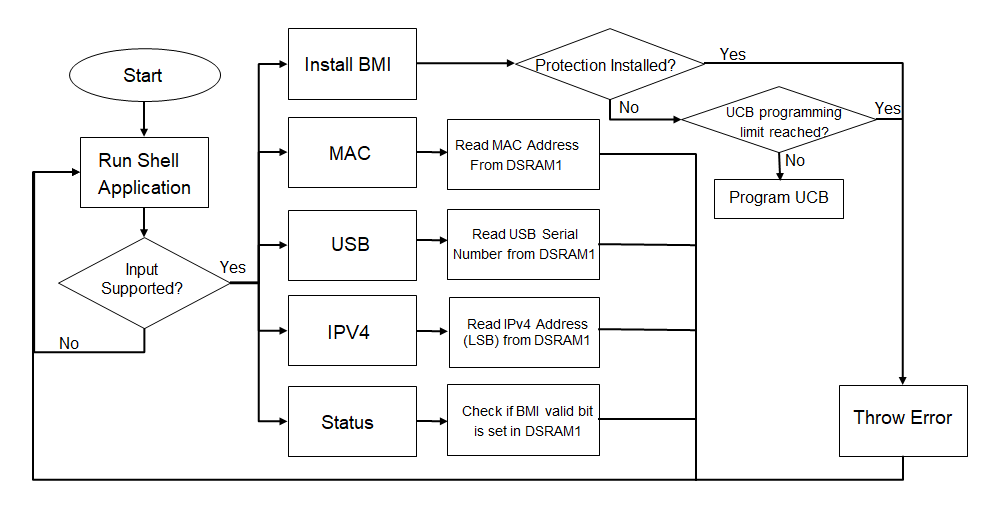 Start
Run Shell
Application
Input
Supported?
Yes
No
Install BMI
Protection Installed?
Yes
No
UCB programming
limit reached?
Yes
No
Program UCB
MAC
Read MAC Address
From DSRAM1
USB
Read USB Serial
Number from DSRAM1
IPV4
Read IPv4 Address
(LSB) from DSRAM1
Status
Check if BMI valid bit
is set in DSRAM1
Throw Error